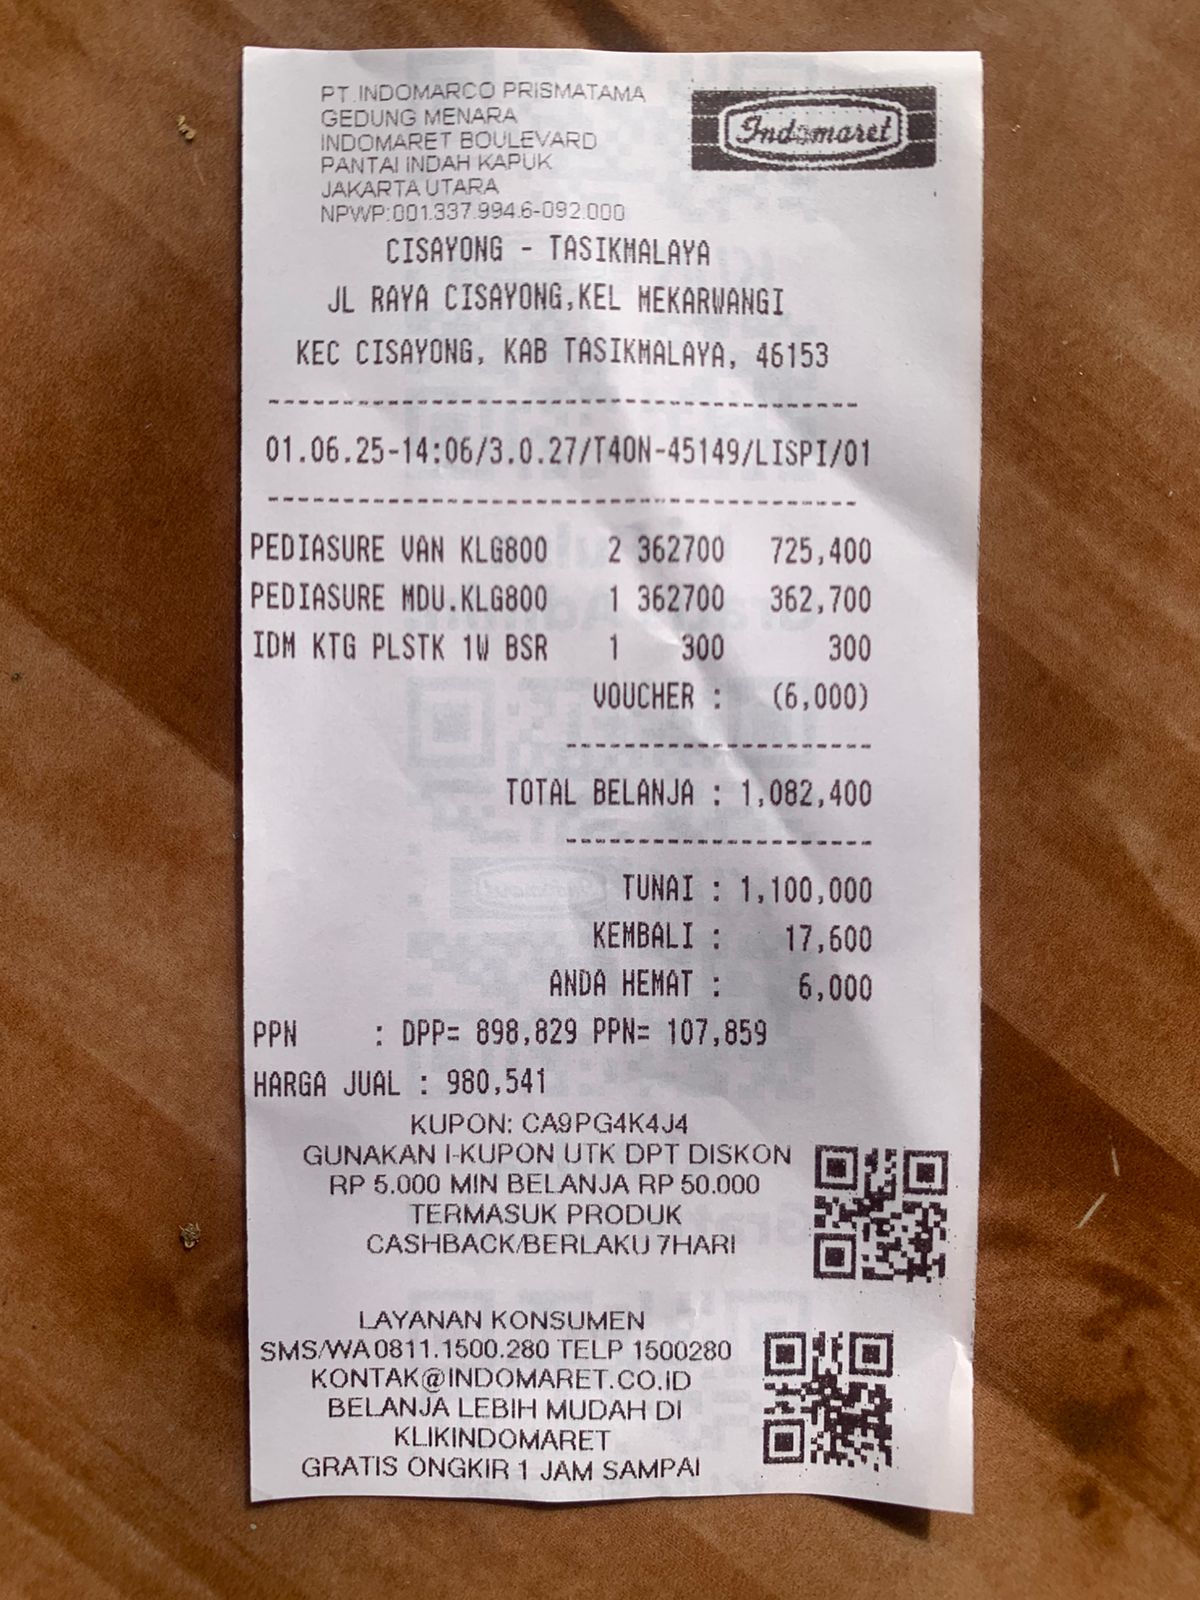 PT.INDOMARCO PRISMATAMA
GEDUNG MENARA
INDOMARET BOULEVARD
PANTAI INDAH KAPUK
JAKARTA UTARA
NPWP:001.337.994.6-092.000
Indomaret
CISAYONG - TASIKMALAYA
JL RAYA CISAYONG,KEL MEKARWANGI
KEC CISAYONG, KAB TASIKMALAYA, 46153
01.06.25-14:06/3.0.27/T4ON-45149/LISPI/01
PEDIASURE VAN KLG800 2 362700 725,400
PEDIASURE MDU.KLG800 1 362700 362,700
IDM KTG PLSTK 1W BSR 1 300 300
VOUCHER : (6,000)
TOTAL BELANJA : 1,082,400
TUNAI : 1,100,000
KEMBALI : 17,600
ANDA HEMAT : 6,000
PPN : DPP= 898,829 PPN= 107,859
HARGA JUAL : 980,541
KUPON: CA9PG4K4J4
GUNAKAN I-KUPON UTK DPT DISKON
RP 5.000 MIN BELANJA RP 50.000
TERMASUK PRODUK
CASHBACK/BERLAKU 7HARI
LAYANAN KONSUMEN
SMS/WA 0811.1500.280 TELP 1500280
KONTAK@INDOMARET.CO.ID
BELANJA LEBIH MUDAH DI
KLIKINDOMARET
GRATIS ONGKIR 1 JAM SAMPAI